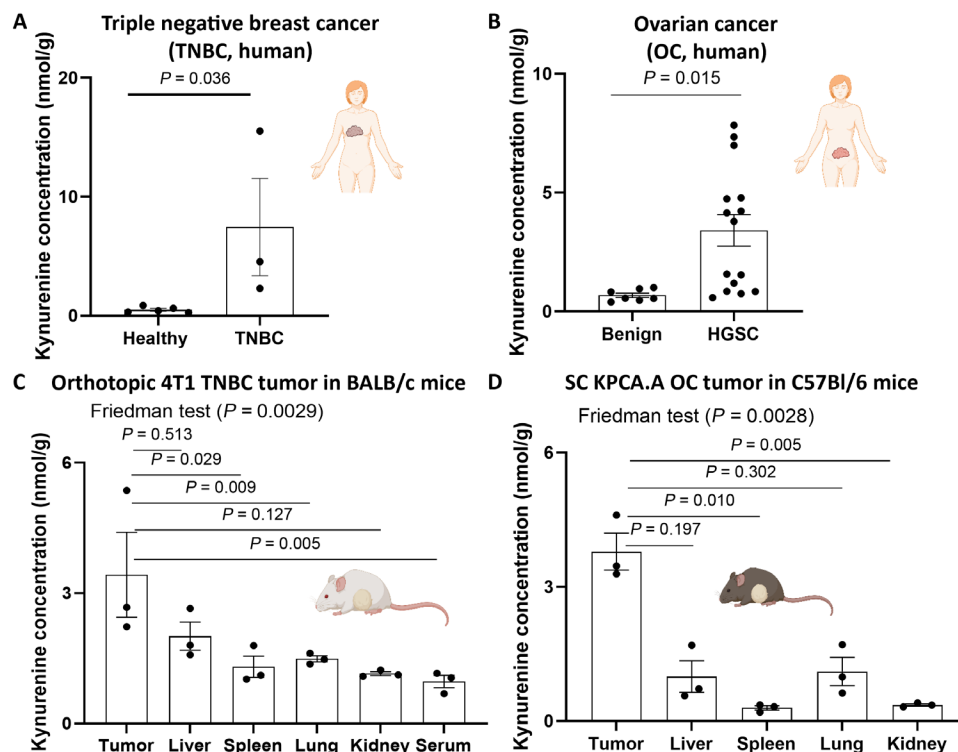 A
Triple negative breast cancer
(TNBC, human)
P = 0.036
Kynurenine concentration (nmol/g)
20
10
0
Healthy
TNBC
B
Ovarian cancer
(OC, human)
P = 0.015
Kynurenine concentration (nmol/g)
10
5
0
Benign
HGSC
C
Orthotopic 4T1 TNBC tumor in BALB/c mice
Friedman test (P = 0.0029)
P = 0.513
P = 0.029
P = 0.009
P = 0.127
P = 0.005
Kynurenine concentration (nmol/g)
6
3
0
Tumor
Liver
Spleen
Lung
Kidney
Serum
D
SC KPCA.A OC tumor in C57Bl/6 mice
Friedman test (P = 0.0028)
P = 0.005
P = 0.302
P = 0.010
P = 0.197
Kynurenine concentration (nmol/g)
6
3
0
Tumor
Liver
Spleen
Lung
Kidney